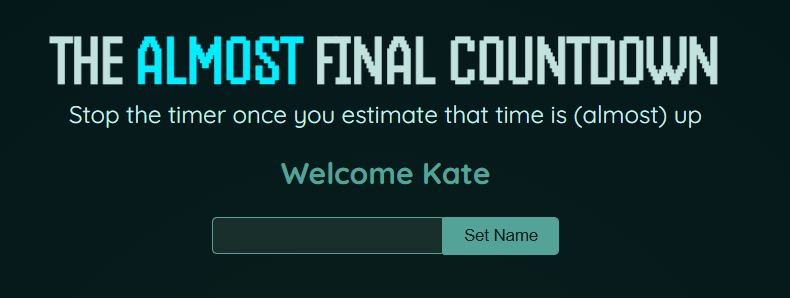 THE ALMOST FINAL COUNTDOWN
Stop the timer once you estimate that time is (almost) up
Welcome Kate
Set Name